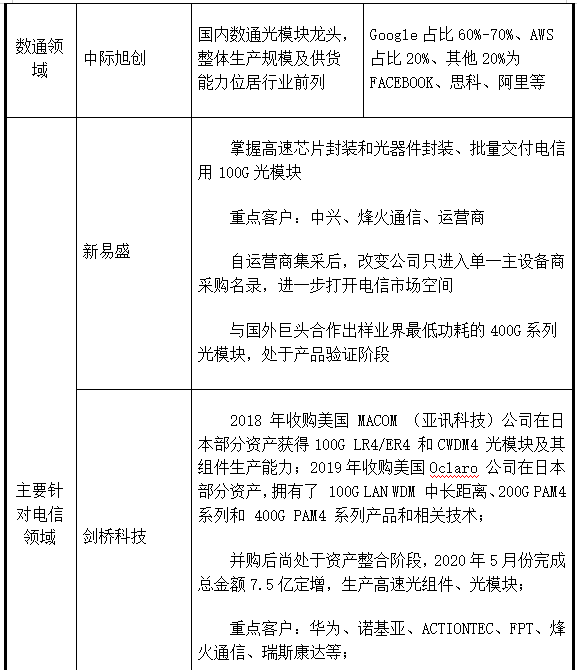 数通领
域
中际旭创
国内数通光模块龙头，
整体生产规模及供货
能力位居行业前列
Google 占比 60%-70%、AWS
占比 20%、其他 20%为
FACEBOOK、思科、阿里等
主要针
对电信
领域
新易盛
掌握高速芯片封装和光器件封装、批量交付电信
用 100G 光模块
重点客户：中兴、烽火通信、运营商
自运营商集采后，改变公司只进入单一主设备商
采购名录，进一步打开电信市场空间
与国外巨头合作出样业界最低功耗的 400G 系列
光模块，处于产品验证阶段
剑桥科技
2018 年收购美国 MACOM （亚讯科技）公司在日
本部分资产获得 100G LR4/ER4 和 CWDM4 光模块及其
组件生产能力；2019 年收购美国 Oclaro 公司在日本
部分资产，拥有了 100G LAN WDM 中长距离、200G PAM4
系列和 400G PAM4 系列产品和相关技术；
并购后尚处于资产整合阶段，2020 年 5 月份完成
总金额 7.5 亿定增，生产高速光组件、光模块；
重点客户：华为、诺基亚、ACTIONTEC、FPT、烽
火通信、瑞斯康达等；